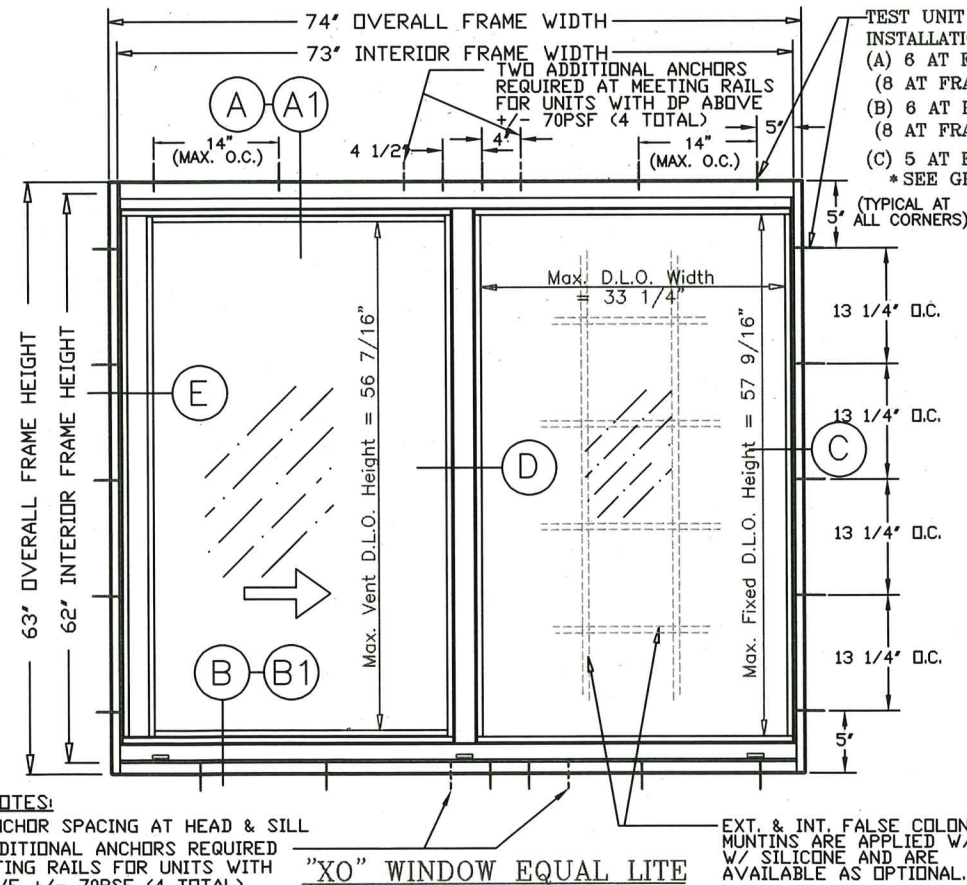 74" OVERALL FRAME WIDTH
73" INTERIOR FRAME WIDTH
TEST UNIT
INSTALLATIO
(A) 6 AT
(8 AT FRA
(B) 6 AT
(8 AT FRA
(C) 5 AT
* SEE
(TYPICAL AT
ALL CORNERS)
TWO ADDITIONAL ANCHORS
REQUIRED AT MEETING RAILS
FOR UNITS WITH DP ABOVE
+/- 70PSF (4 TOTAL)
A
A1
14"
(MAX. O.C.)
4 1/2"
4"
14"
(MAX. O.C.)
5"
5"
63" OVERALL FRAME HEIGHT
62" INTERIOR FRAME HEIGHT
Max. D.L.O. Width
= 33 1/4"
Max. Vent D.L.O. Height = 56 7/16"
Max. Fixed D.L.O. Height = 57 9/16"
13 1/4" O.C.
13 1/4" O.C.
13 1/4" O.C.
13 1/4" O.C.
5"
E
D
C
B
B1
OTES:
CHOR SPACING AT HEAD & SILL
DITIONAL ANCHORS REQUIRED
TING RAILS FOR UNITS WITH
+/- 70PSF (4 TOTAL)
"XO" WINDOW EQUAL LITE
EXT. & INT. FALSE COLON
MUNTINS ARE APPLIED W/
W/ SILICONE AND ARE
AVAILABLE AS OPTIONAL.